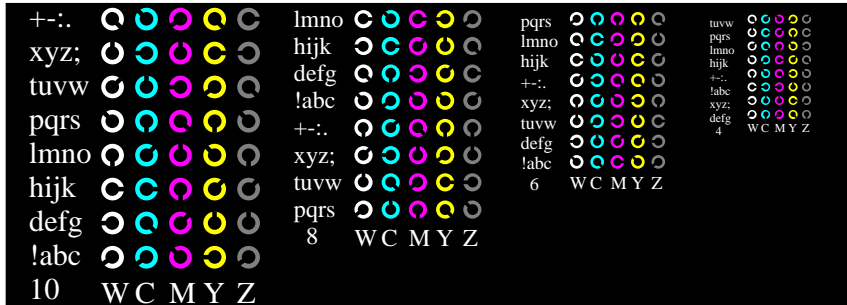 +-:.
xyz;
tuvw
pqrs
lmno
hijk
defg
!abc
10 W C M Y Z
lmno
hijk
defg
!abc
+-:.
xyz;
tuvw
pqrs
8 W C M Y Z
pqrs
lmno
hijk
+-:.
xyz;
tuvw
defg
!abc
6 W C M Y Z
tuvw
pqrs
lmno
hijk
+-:.
!abc
xyz;
defg
4 W C M Y Z